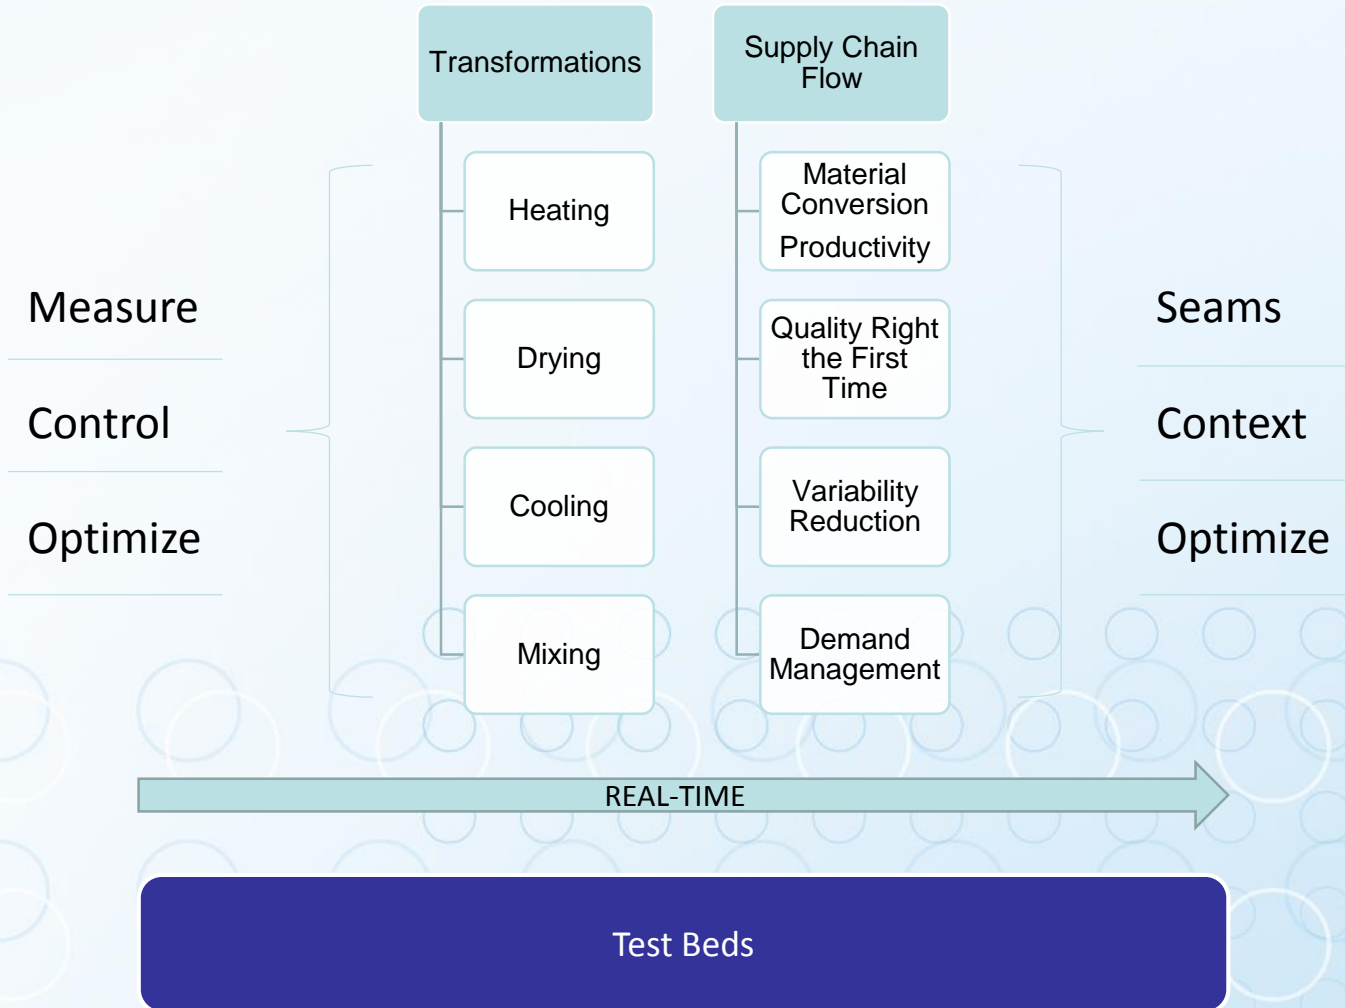 Transformations
Supply Chain
Flow
Measure
Control
Optimize
Heating
Drying
Cooling
Mixing
Material
Conversion
Productivity
Quality Right
the First
Time
Variability
Reduction
Demand
Management
Seams
Context
Optimize
REAL-TIME
Test Beds